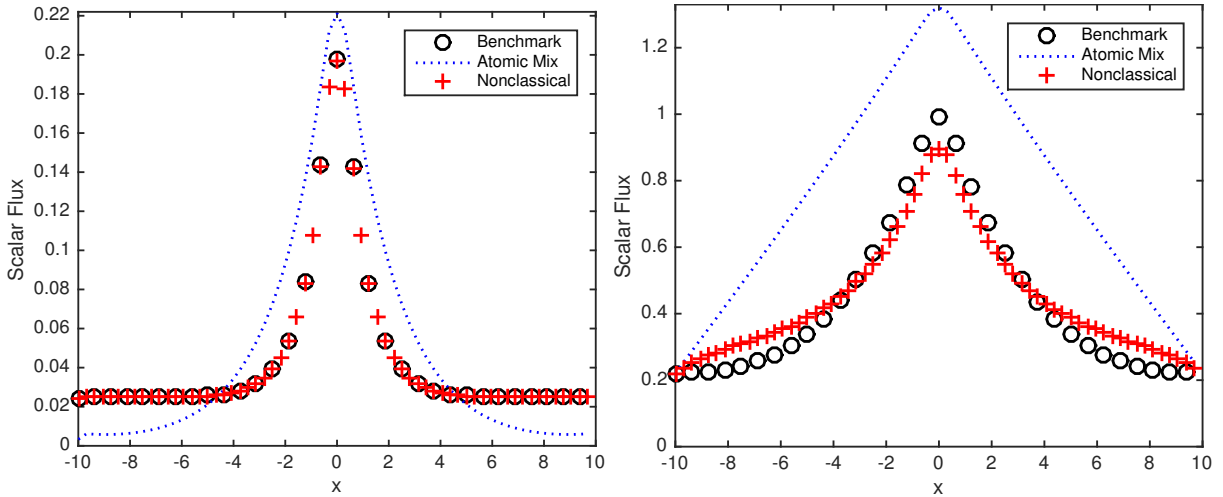 0.22
0.2
0.18
0.16
0.14
0.12
0.1
0.08
0.06
0.04
0.02
0
Scalar Flux
-10 -8 -6 -4 -2 0 2 4 6 8 10
x
Benchmark
Atomic Mix
Nonclassical
1.2
1
0.8
0.6
0.4
0.2
0
Scalar Flux
-10 -8 -6 -4 -2 0 2 4 6 8 10
x
Benchmark
Atomic Mix
Nonclassical